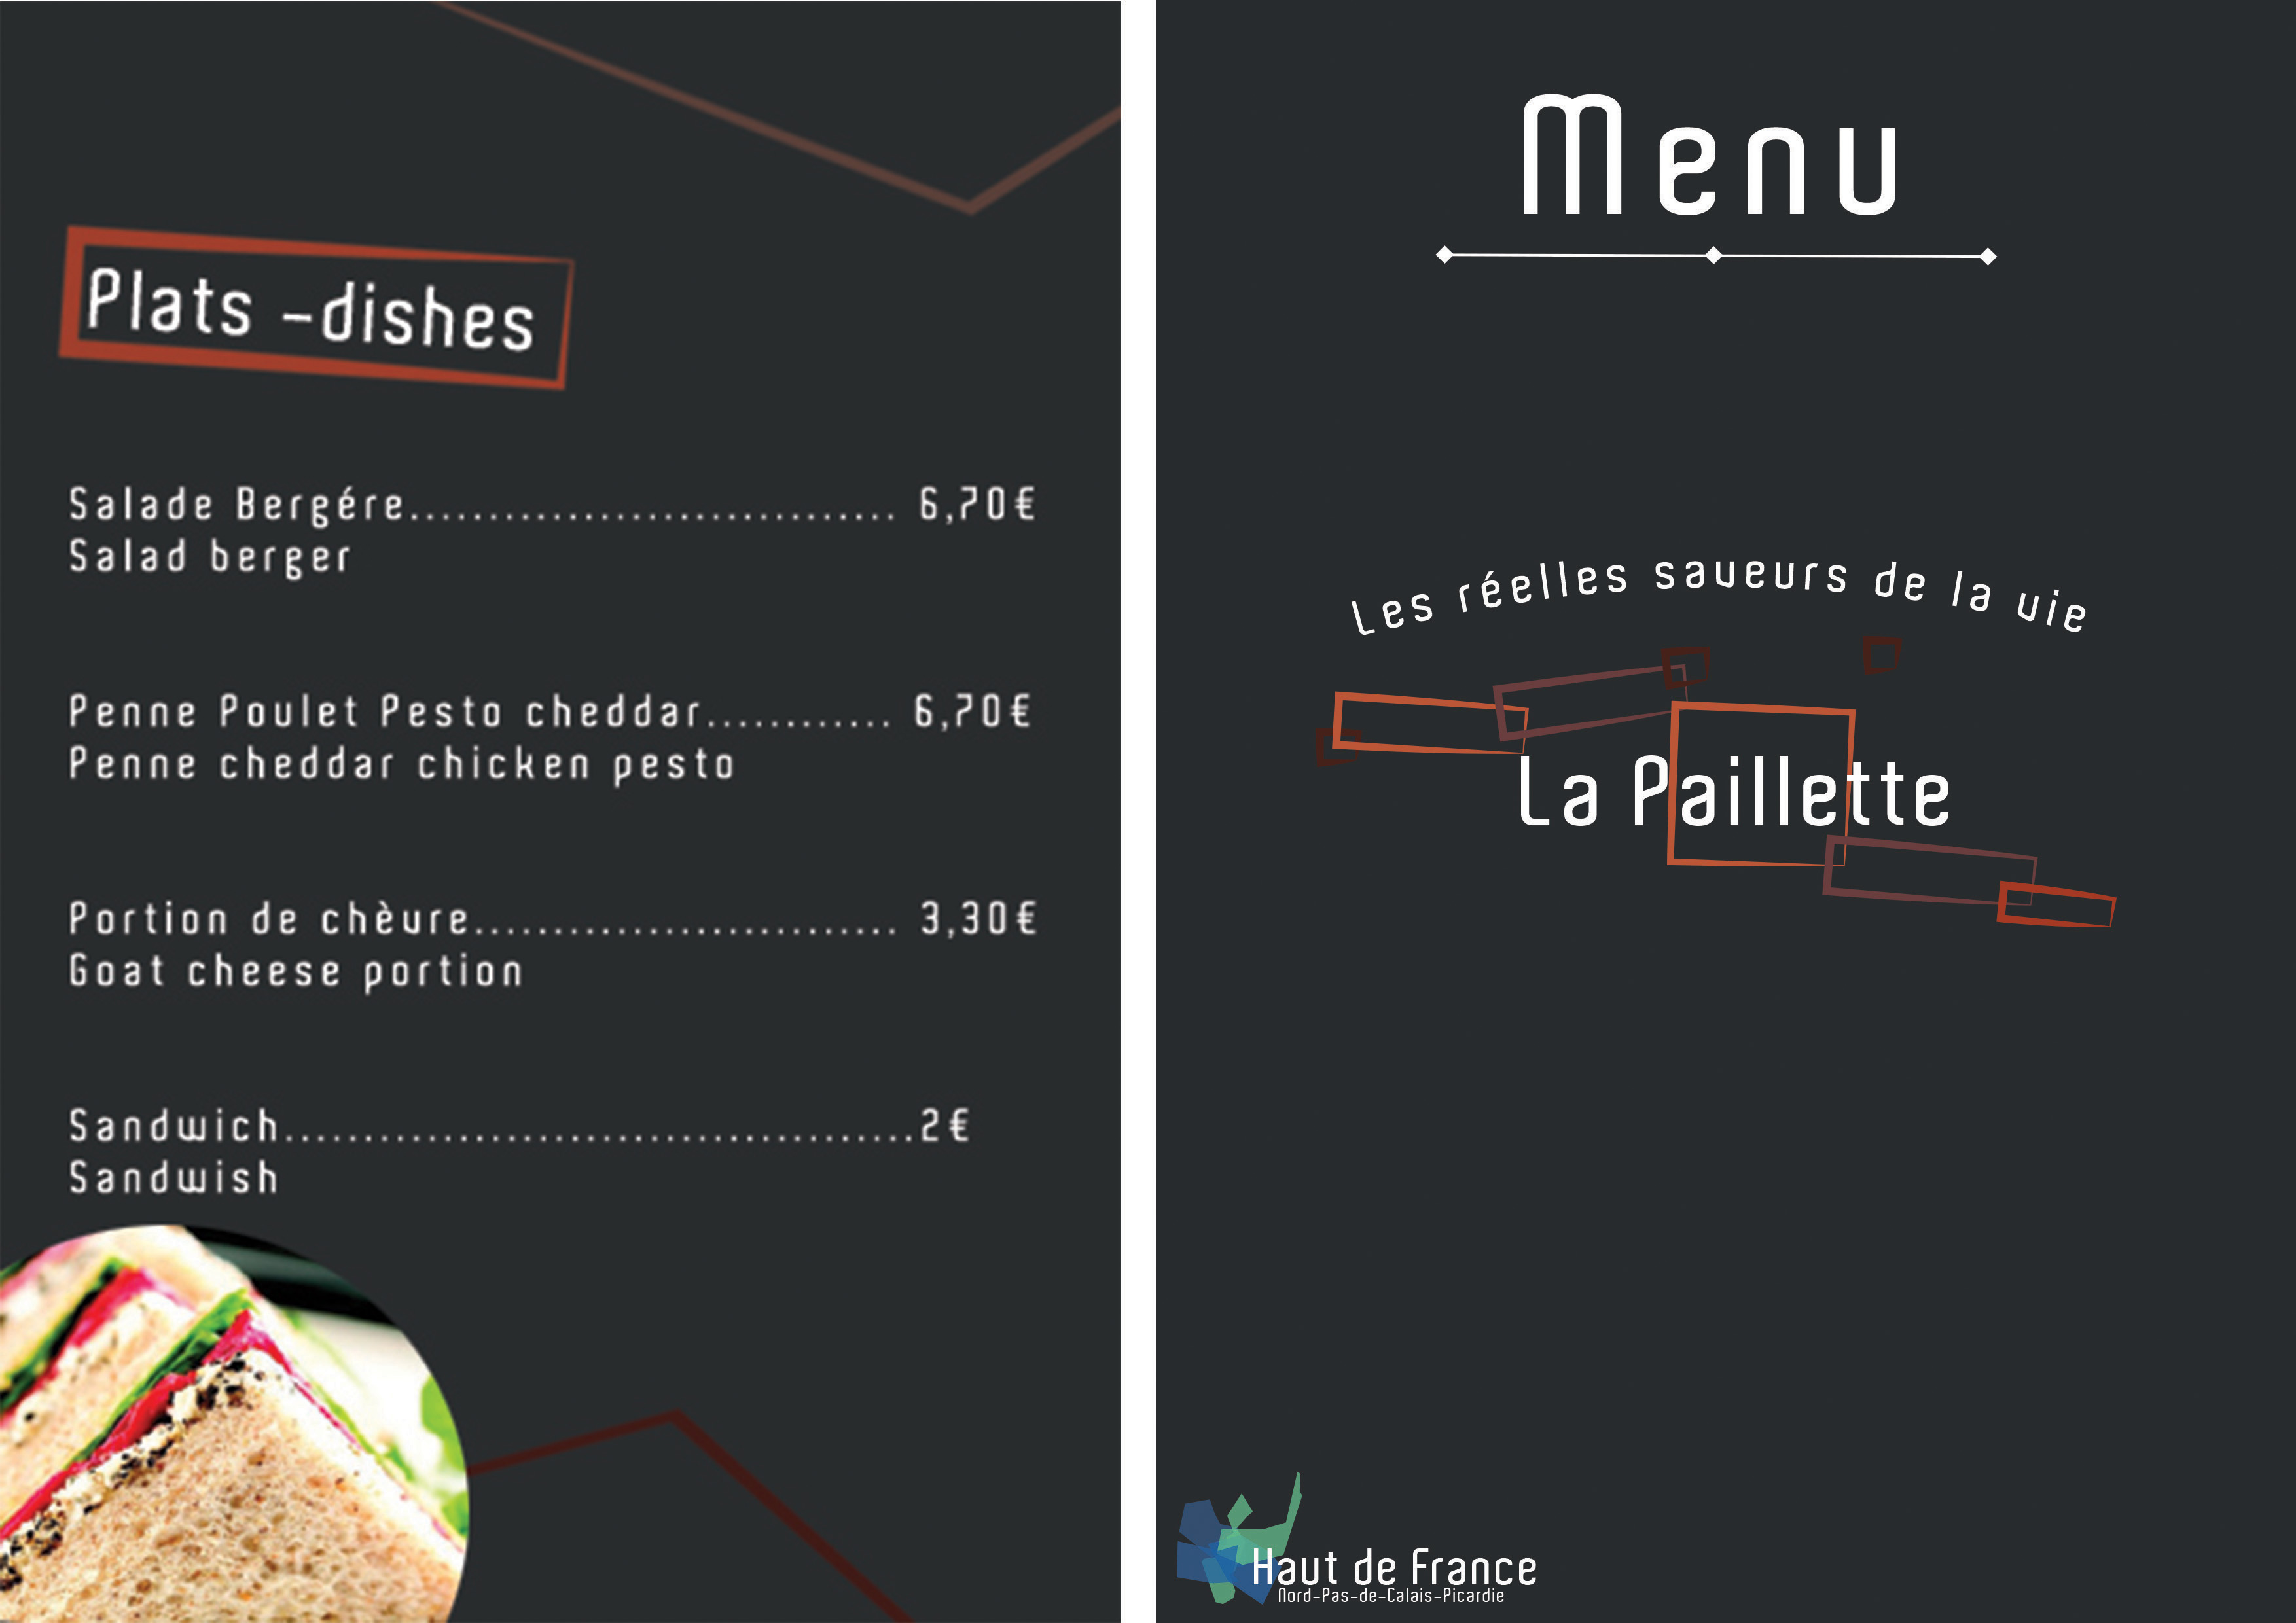 Plats -dishes
Salade Bergére............................... 6,70€
Salad berger
Penne Poulet Pesto cheddar............ 6,70€
Penne cheddar chicken pesto
Portion de chèvre........................... 3,30€
Goat cheese portion
Sandwich........................................2€
Sandwish
Menu
Les réelles saveurs de la vie
La Paillette
Haut de France
Nord-Pas-de-Calais-Picardie